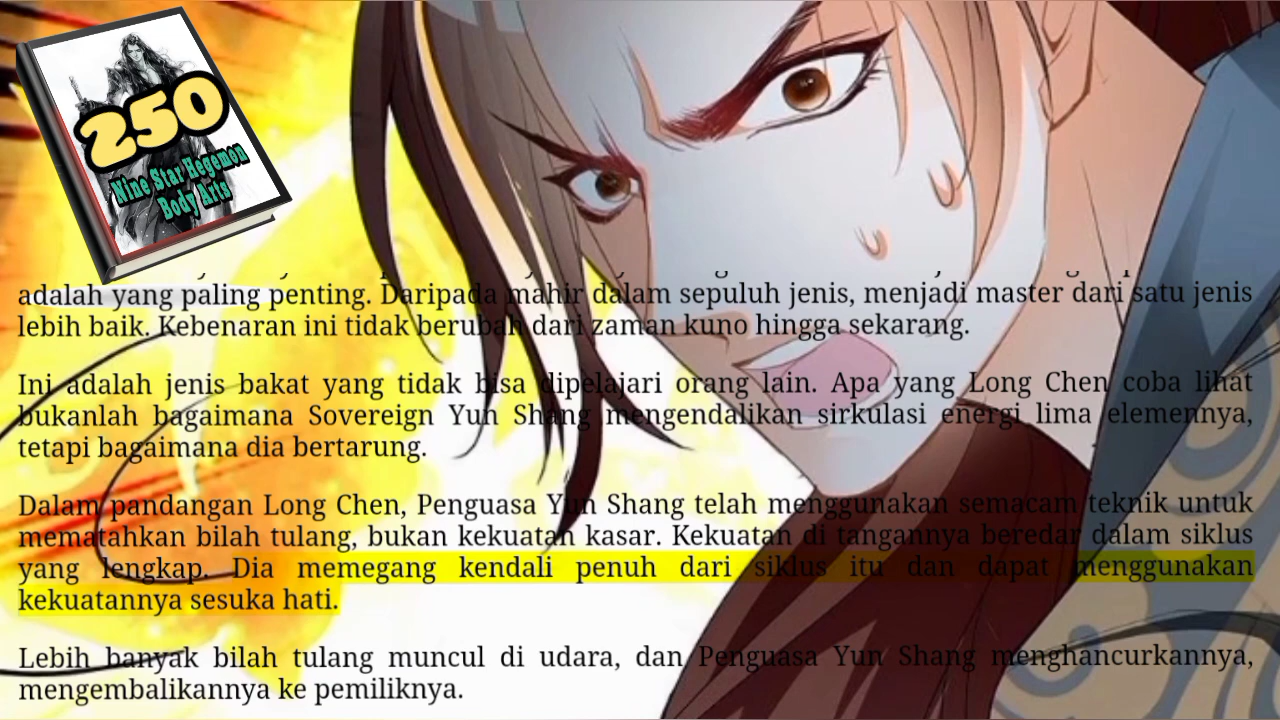 250
Nine Star Hegemon
Body Arts
adalah yang paling penting. Daripada mahir dalam sepuluh jenis, menjadi master dari satu jenis
lebih baik. Kebenaran ini tidak berubah dari zaman kuno hingga sekarang.
Ini adalah jenis bakat yang tidak bisa dipelajari orang lain. Apa yang Long Chen coba lihat
bukanlah bagaimana Sovereign Yun Shang mengendalikan sirkulasi energi lima elemennya,
tetapi bagaimana dia bertarung.
Dalam pandangan Long Chen, Penguasa Yun Shang telah menggunakan semacam teknik untuk
mematahkan bilah tulang, bukan kekuatan kasar. Kekuatan di tangannya beredar dalam siklus
yang lengkap. Dia memegang kendali penuh dari siklus itu dan dapat menggunakan
kekuatannya sesuka hati.
Lebih banyak bilah tulang muncul di udara, dan Penguasa Yun Shang menghancurkannya,
mengembalikannya ke pemiliknya.